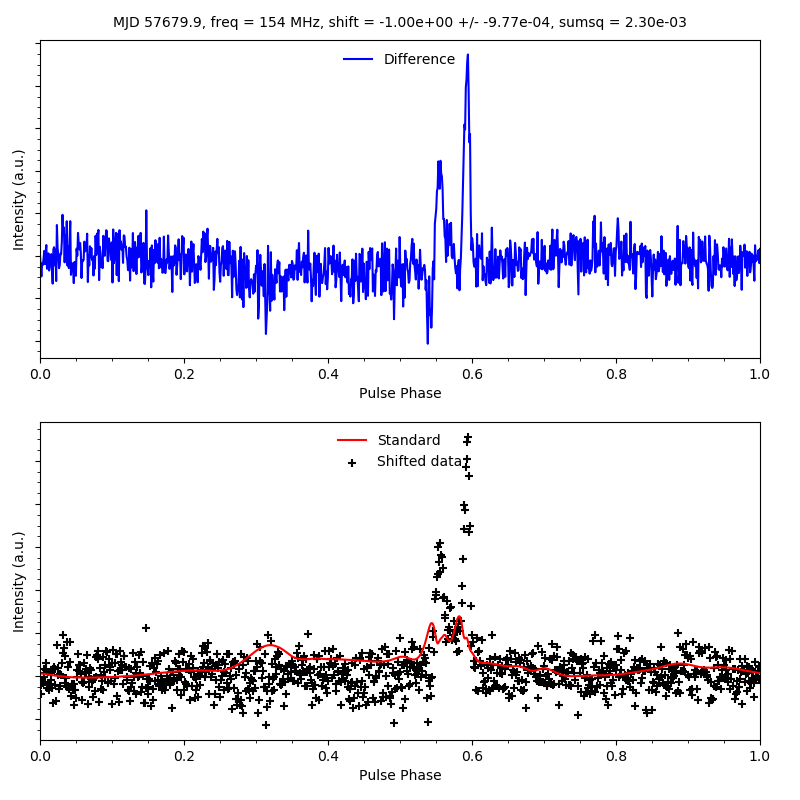 MJD 57679.9, freq = 154 MHz, shift = -1.00e+00 +/- -9.77e-04, sumsq = 2.30e-03
Difference
Intensity (a.u.)
0.0 0.2 0.4 0.6 0.8 1.0
Pulse Phase
Standard
Shifted data
Intensity (a.u.)
0.0 0.2 0.4 0.6 0.8 1.0
Pulse Phase